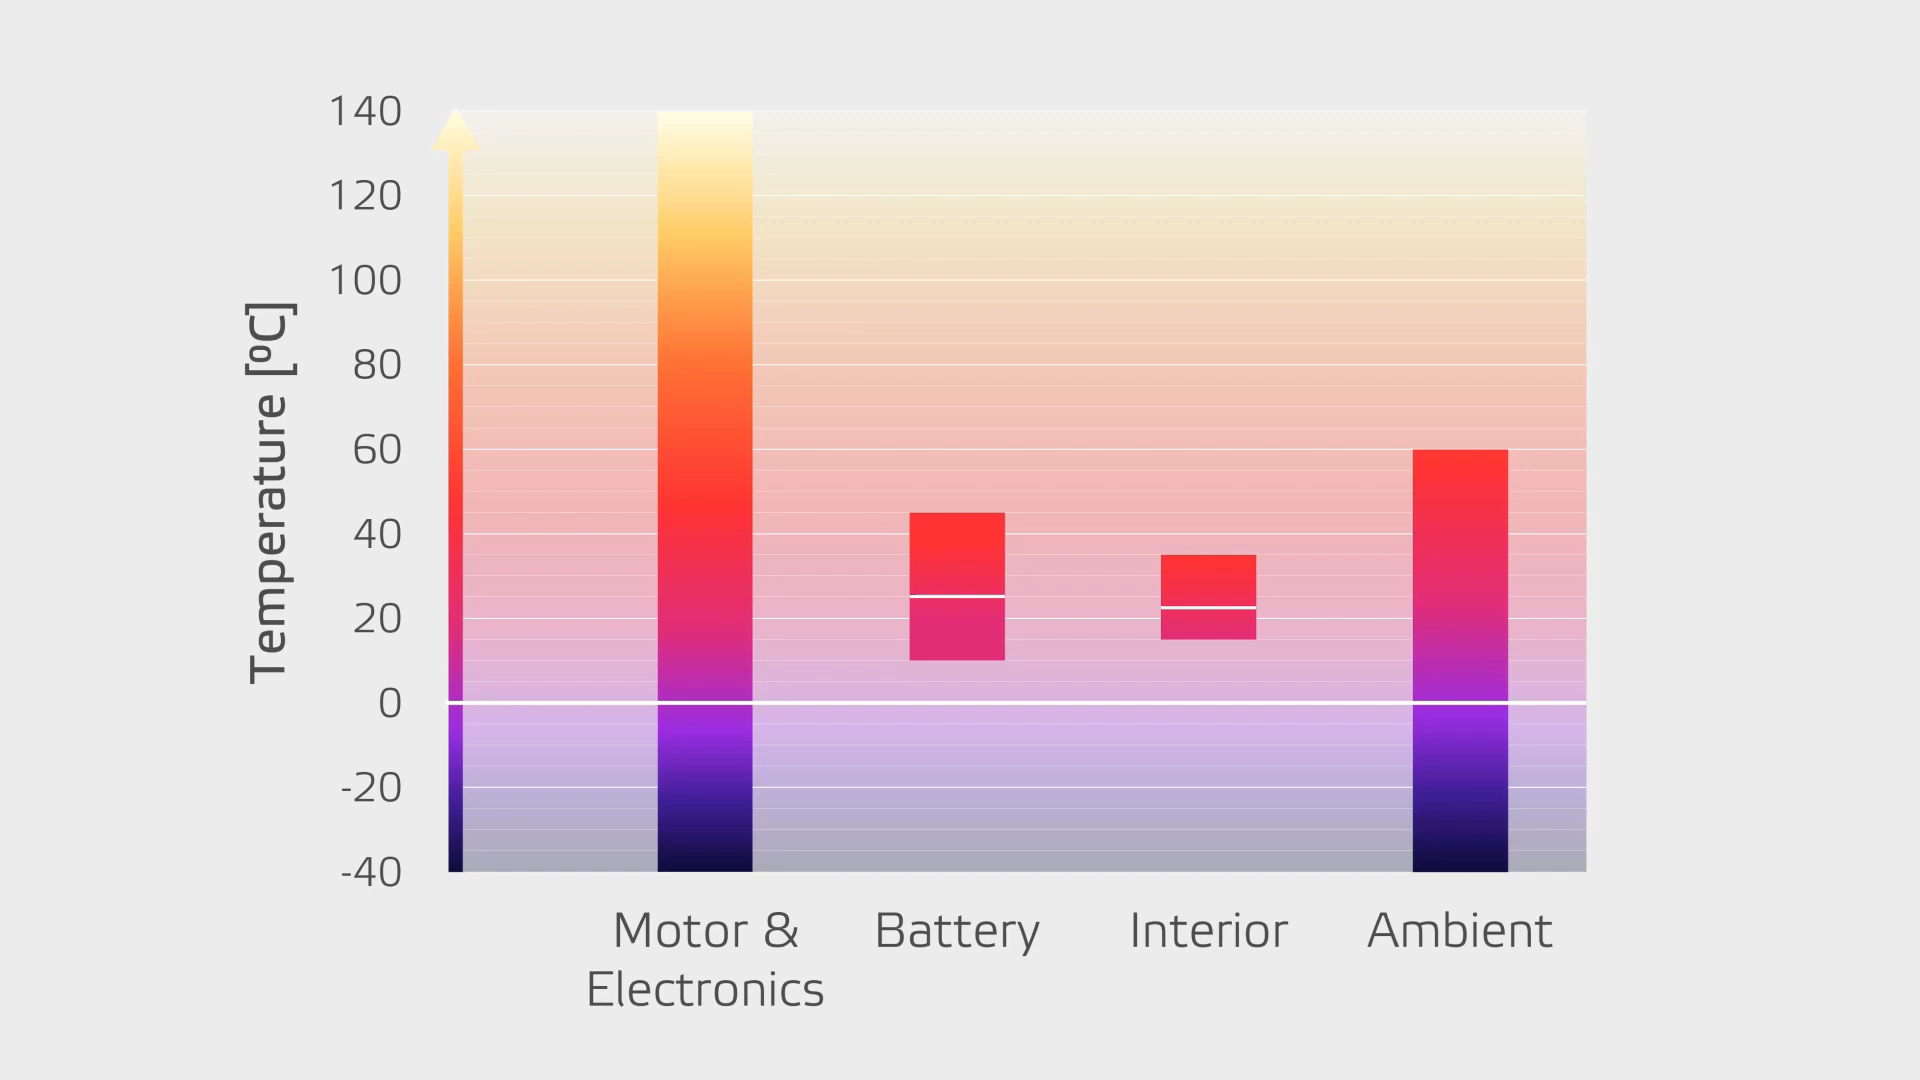 Temperature [ºC]
140
120
100
80
60
40
20
0
-20
-40
Motor &
Electronics
Battery
Interior
Ambient